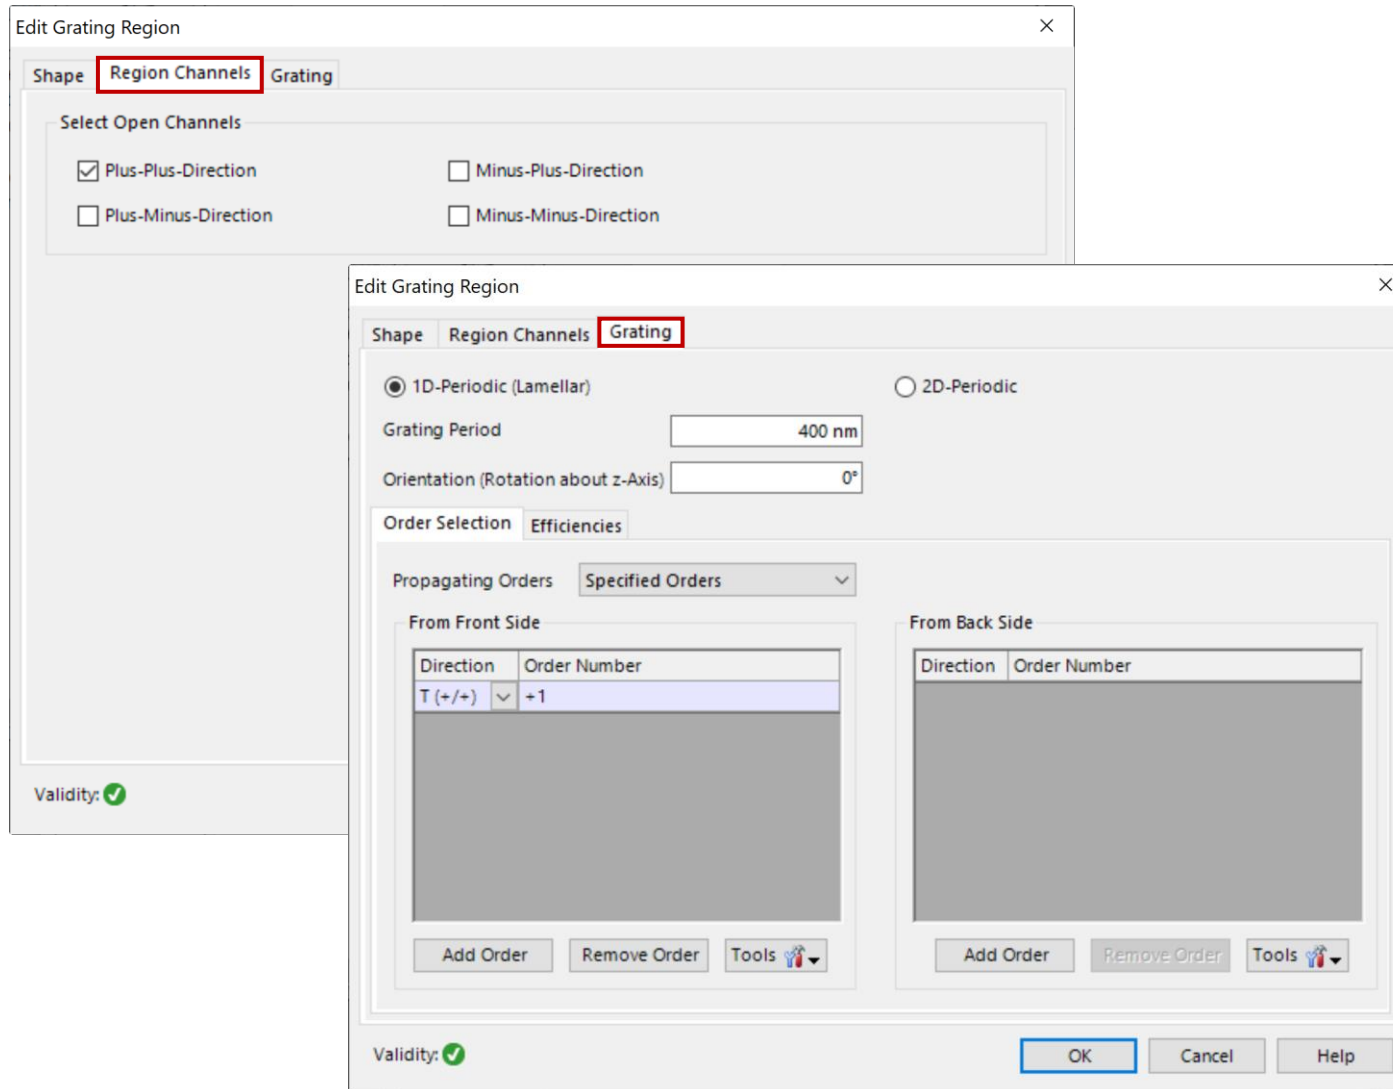 Edit Grating Region
Shape Region Channels Grating
Select Open Channels
Plus-Plus-Direction Minus-Plus-Direction
Plus-Minus-Direction Minus-Minus-Direction
Validity:
Edit Grating Region
Shape Region Channels Grating
1D-Periodic (Lamellar) 2D-Periodic
Grating Period 400 nm
Orientation (Rotation about z-Axis) 0°
Order Selection Efficiencies
Propagating Orders Specified Orders
From Front Side From Back Side
Direction Order Number Direction Order Number
T (+/+) +1
Add Order Remove Order Tools Add Order Remove Order Tools
Validity: OK Cancel Help